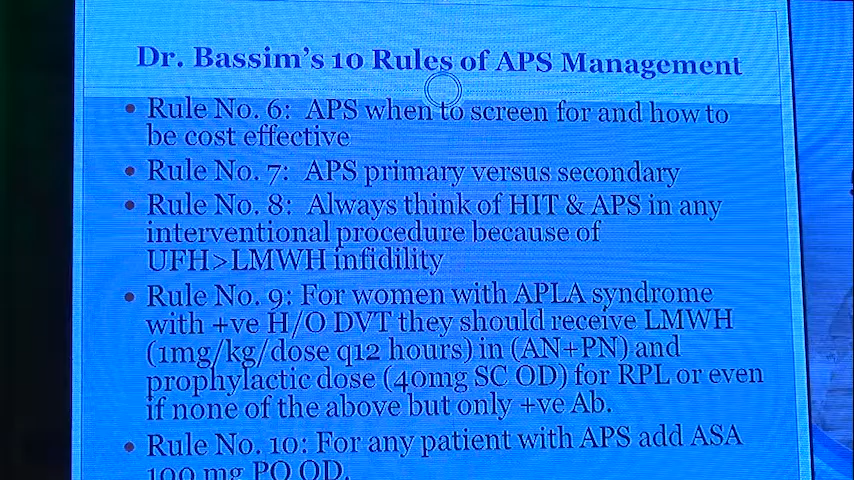 Dr. Bassim's 10 Rules of APS Management
• Rule No. 6: APS when to screen for and how to
be cost effective
• Rule No. 7: APS primary versus secondary
• Rule No. 8: Always think of HIT & APS in any
interventional procedure because of
UFH>LMWH infidility
• Rule No. 9: For women with APLA syndrome
with +ve H/O DVT they should receive LMWH
(1mg/kg/dose q12 hours) in (AN+PN) and
prophylactic dose (40mg SC OD) for RPL or even
if none of the above but only +ve Ab.
• Rule No. 10: For any patient with APS add ASA
100 mg PO OD.